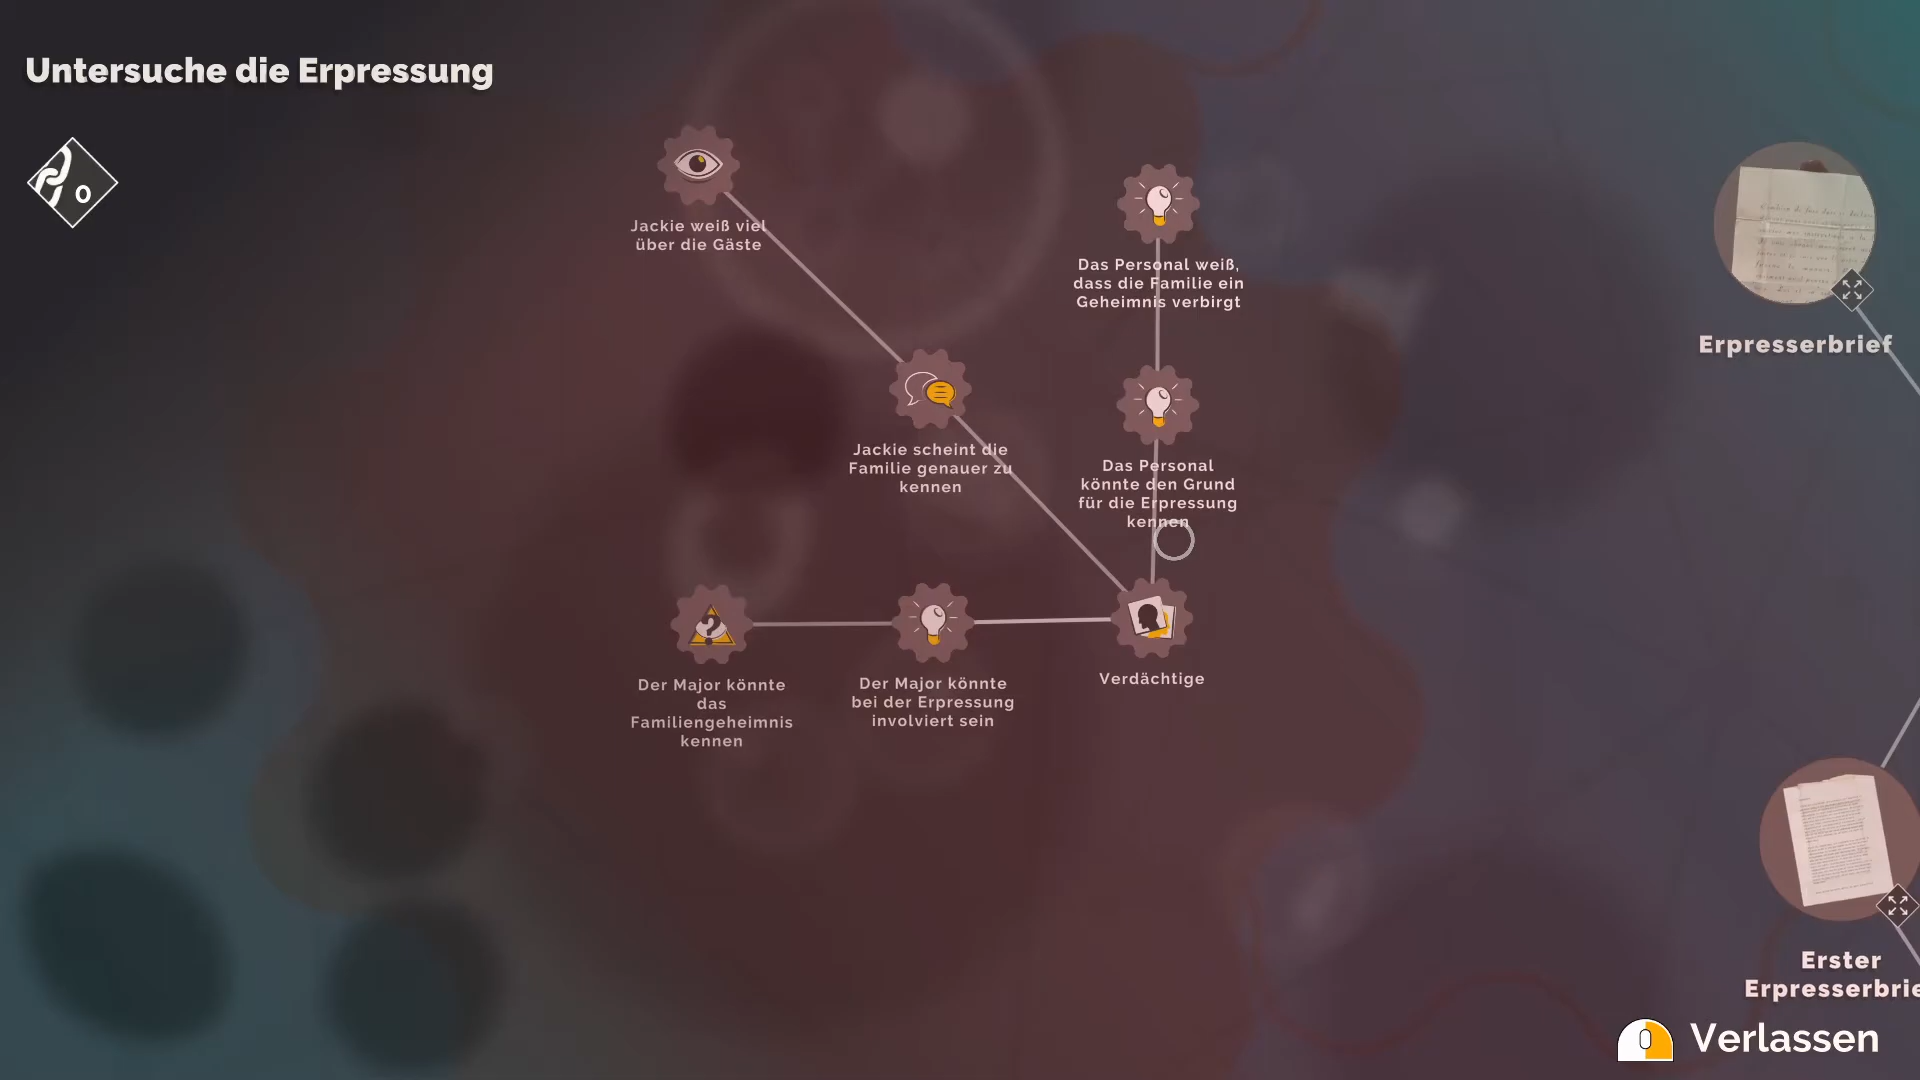 Untersuche die Erpressung
0
Jackie weiß viel
über die Gäste
Das Personal weiß,
dass die Familie ein
Geheimnis verbirgt
Erpresserbrief
Jackie scheint die
Familie genauer zu
kennen
Das Personal
könnte den Grund
für die Erpressung
kennen
Der Major könnte
das
Familiengeheimnis
kennen
Der Major könnte
bei der Erpressung
involviert sein
Verdächtige
Erster
Erpresserbrie
Verlassen